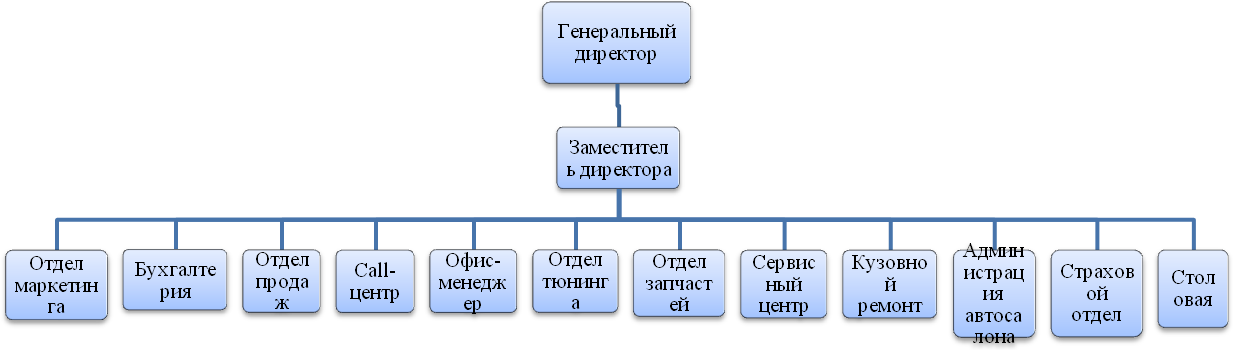 Генеральный
директор
Заместител
ь директора
Отдел
маркетин
га
Бухгалте
рия
Отдел
прода
ж
Call-
центр
Офис-
менедж
ер
Отдел
тюнинг
а
Отдел
запчаст
ей
Сервис
ный
центр
Кузовно
й
ремонт
Админ
истрац
ия
автоса
лона
Страхов
ой
отдел
Стол
овая